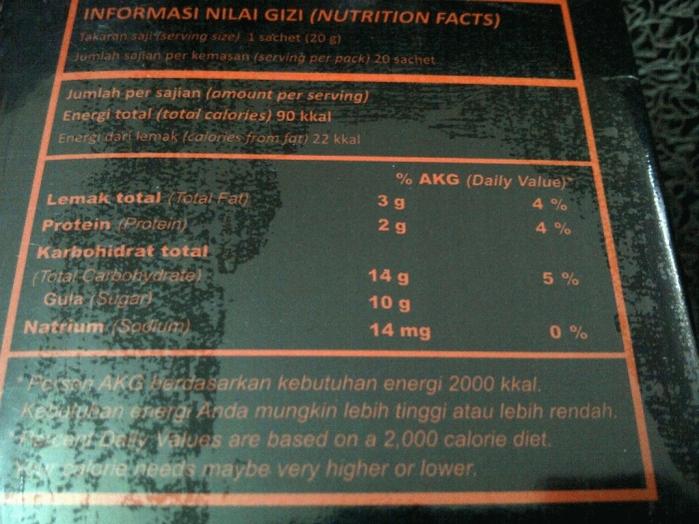 INFORMASI NILAI GIZI (NUTRITION FACTS)
Takaran saji (serving size) 1 sachet (20 g)
Jumlah sajian per kemasan (serving per pack) 20 sachet
Jumlah per sajian (amount per serving)
Energi total (total calories) 90 kkal
Energi dari lemak (calories from fat) 22 kkal
% AKG (Daily Value)*
Lemak total (Total Fat) 3 g 4 %
Protein (Protein) 2 g 4 %
Karbohidrat total
(Total Carbohydrate) 14 g 5 %
Gula (Sugar) 10 g
Natrium (Sodium) 14 mg 0 %
* Persen AKG berdasarkan kebutuhan energi 2000 kkal.
Kebutuhan energi Anda mungkin lebih tinggi atau lebih rendah.
* Percent Daily Values are based on a 2,000 calorie diet.
Your calorie needs maybe very higher or lower.